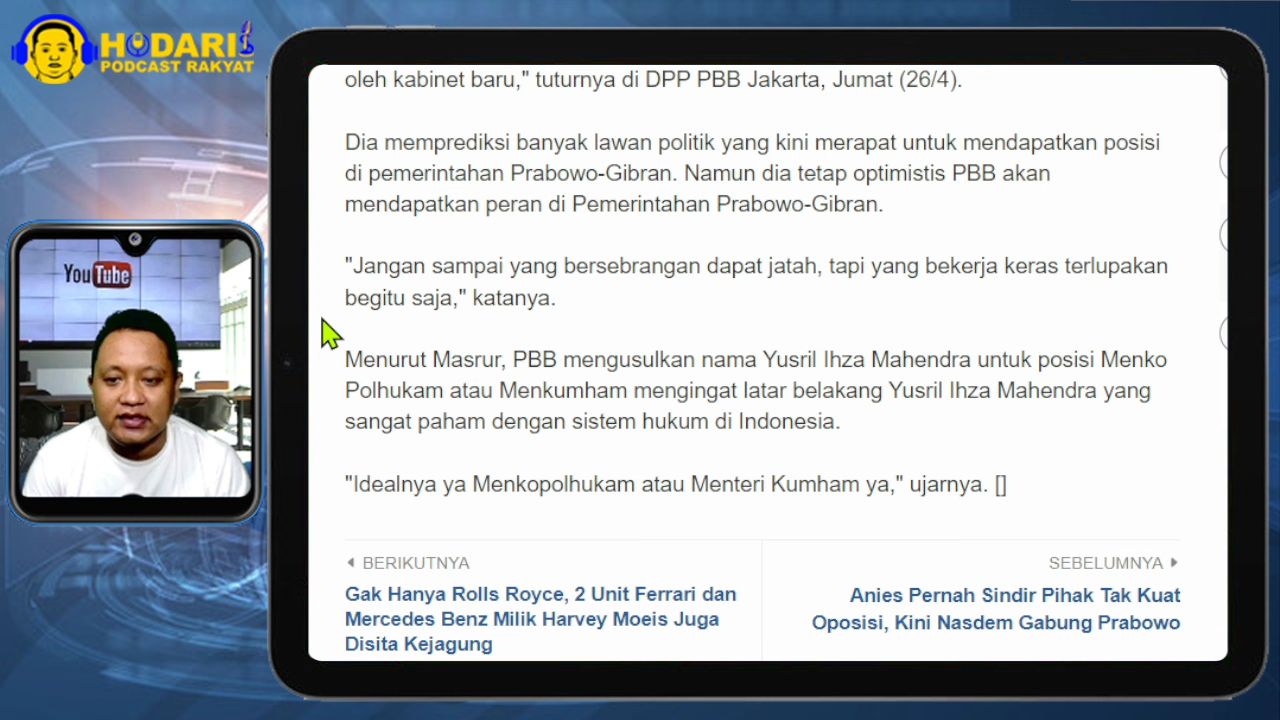 HODARI
PODCAST RAKYAT
YouTube
oleh kabinet baru," tuturnya di DPP PBB Jakarta, Jumat (26/4).
Dia memprediksi banyak lawan politik yang kini merapat untuk mendapatkan posisi
di pemerintahan Prabowo-Gibran. Namun dia tetap optimistis PBB akan
mendapatkan peran di Pemerintahan Prabowo-Gibran.
"Jangan sampai yang bersebrangan dapat jatah, tapi yang bekerja keras terlupakan
begitu saja," katanya.
Menurut Masrur, PBB mengusulkan nama Yusril Ihza Mahendra untuk posisi Menko
Polhukam atau Menkumham mengingat latar belakang Yusril Ihza Mahendra yang
sangat paham dengan sistem hukum di Indonesia.
"Idealnya ya Menkopolhukam atau Menteri Kumham ya," ujarnya. []
BERIKUTNYA
Gak Hanya Rolls Royce, 2 Unit Ferrari dan
Mercedes Benz Milik Harvey Moeis Juga
Disita Kejagung
SEBELUMNYA
Anies Pernah Sindir Pihak Tak Kuat
Oposisi, Kini Nasdem Gabung Prabowo